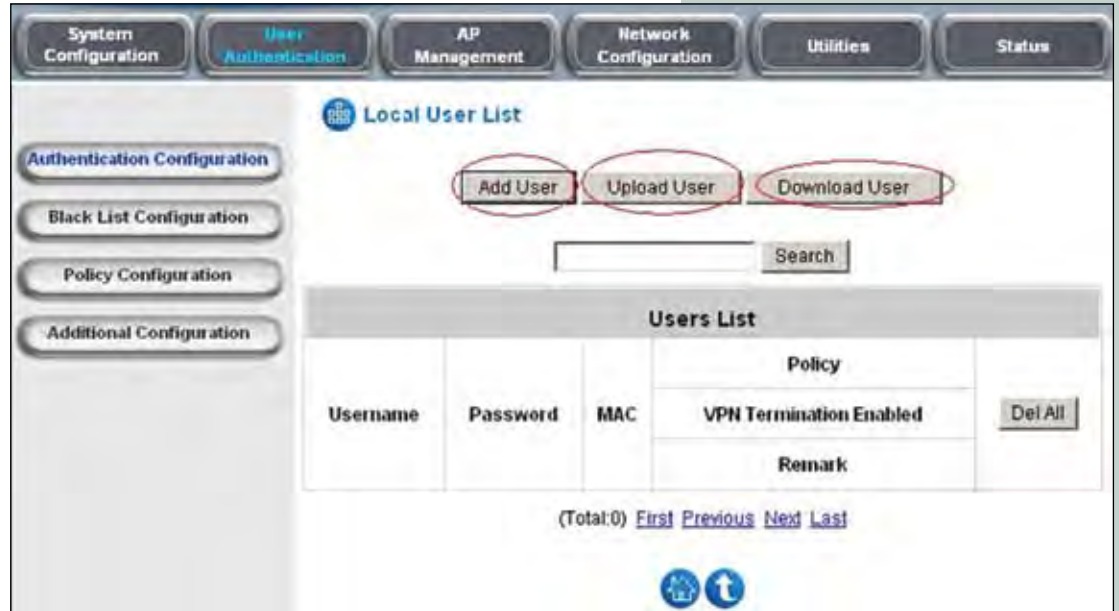 System Configuration
User Authentication
AP Management
Network Configuration
Utilities
Status
Authentication Configuration
Black List Configuration
Policy Configuration
Additional Configuration
Local User List
Add User
Upload User
Download User
Search
Users List
Username
Password
MAC
Policy
VPN Termination Enabled
Remark
Del All
(Total:0) First Previous Next Last